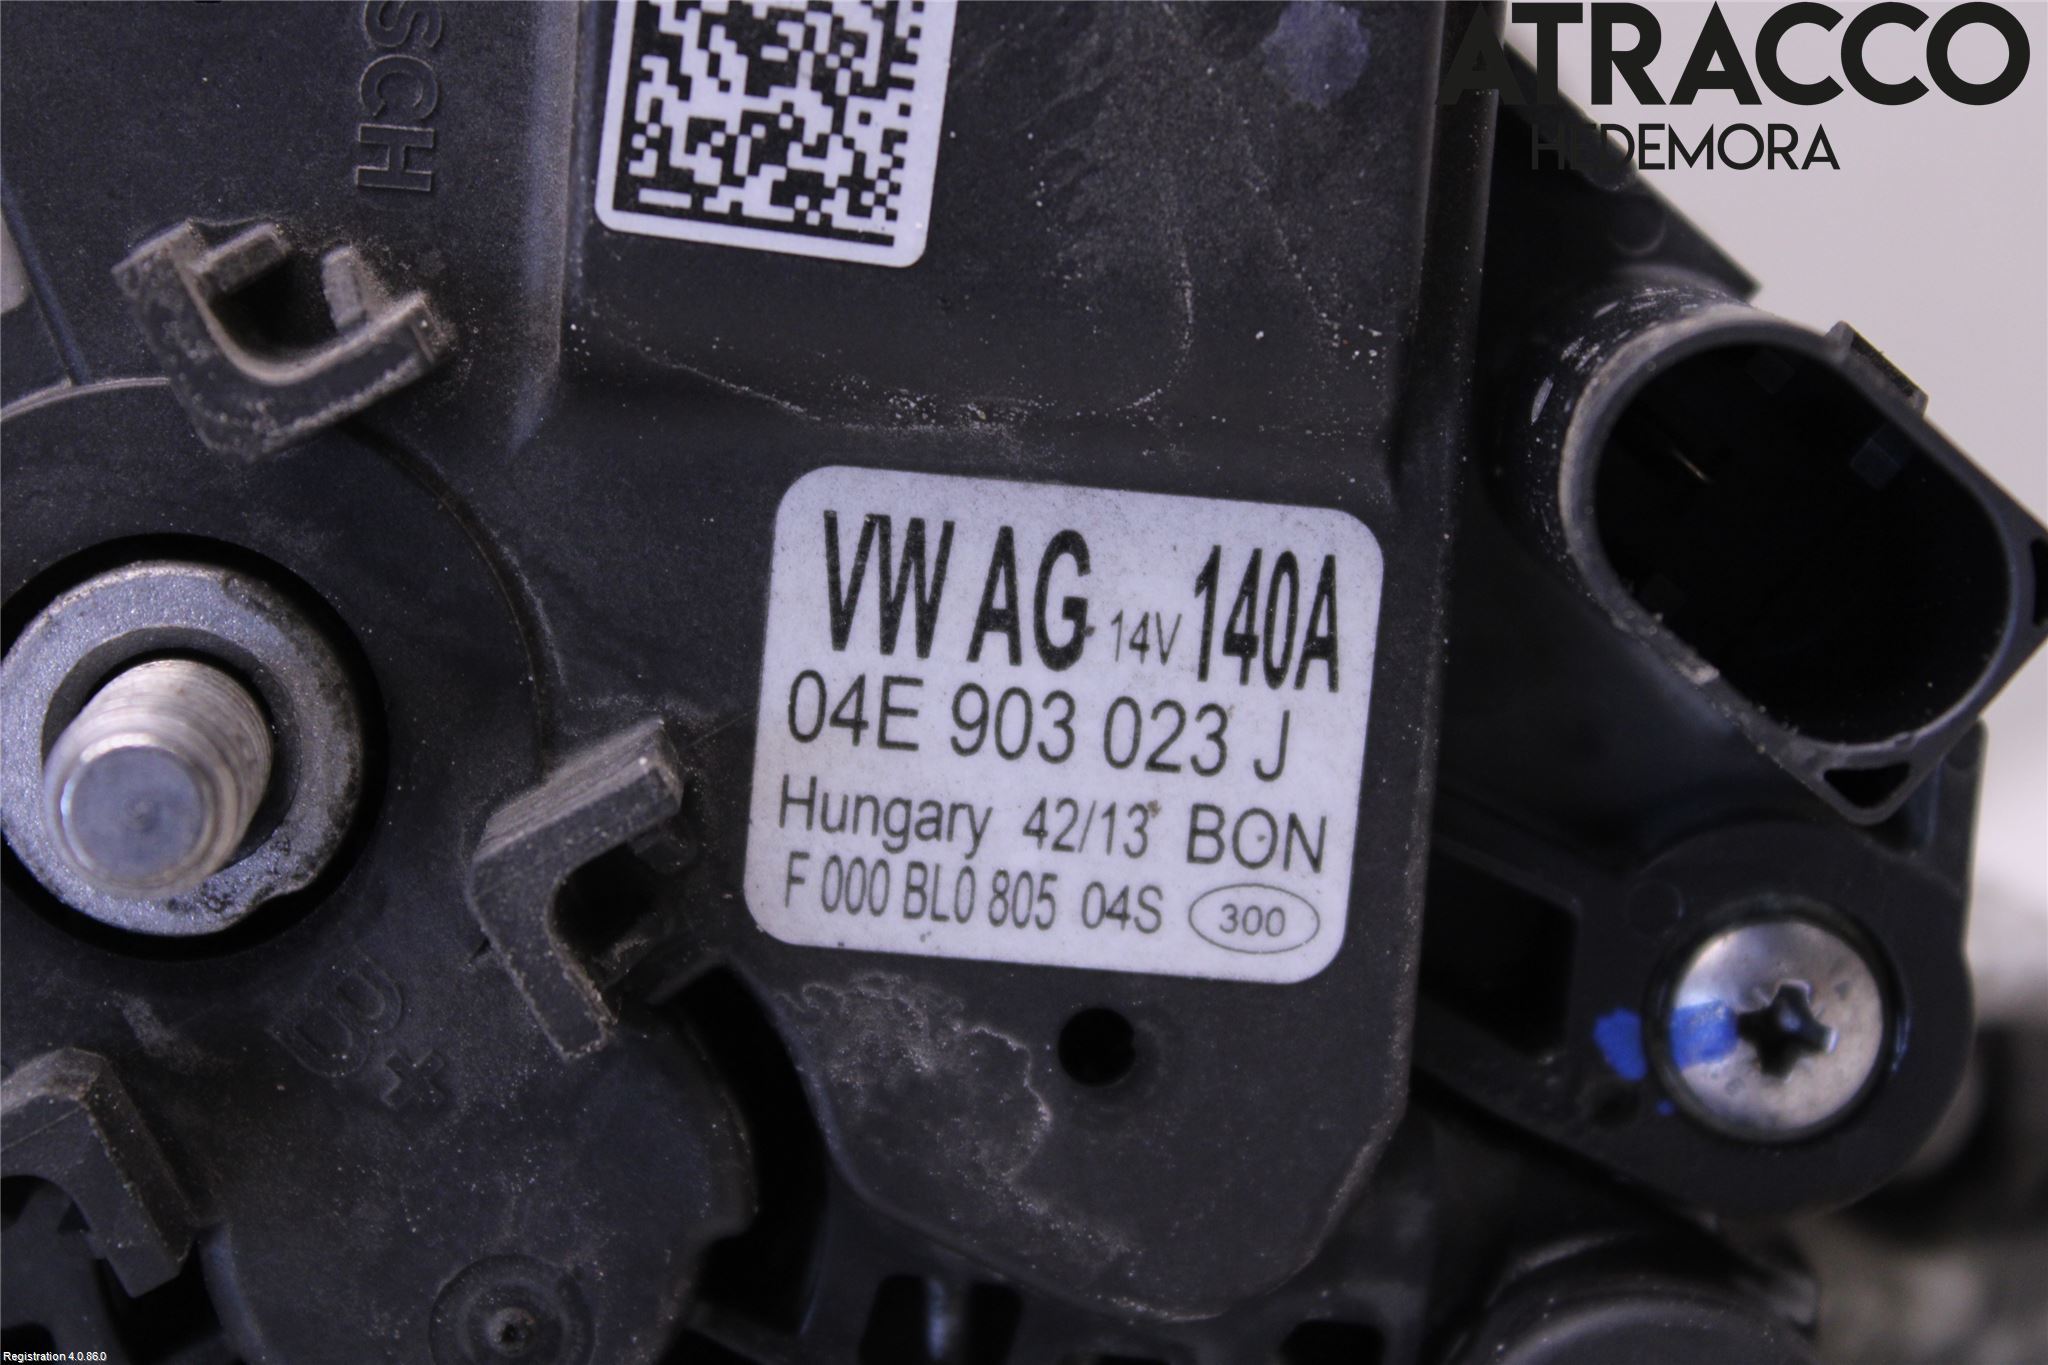 ATRACCO
HEDEMORA
SCH
VW AG 14V 140A
04E 903 023 J
Hungary 42/13 BON
F 000 BL0 805 04S 300
B+
Registration 4.0.86.0